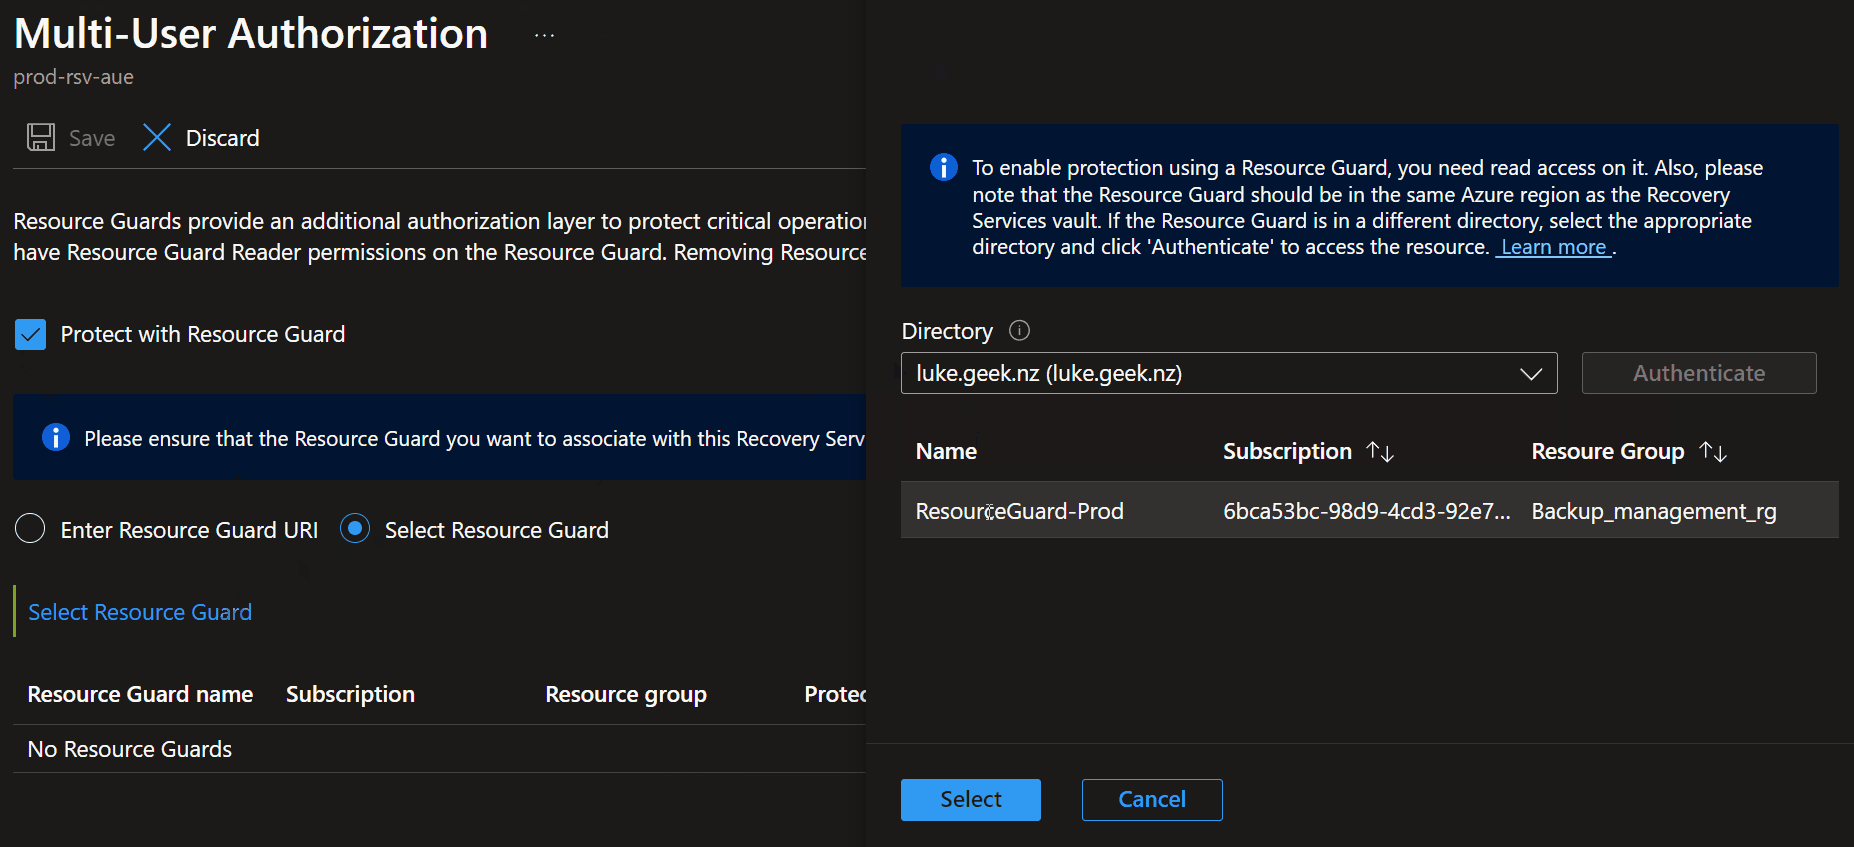 Multi-User Authorization ...
prod-rsv-aue
Save Discard
Resource Guards provide an additional authorization layer to protect critical operation
have Resource Guard Reader permissions on the Resource Guard. Removing Resource
Protect with Resource Guard
Please ensure that the Resource Guard you want to associate with this Recovery Serv
Enter Resource Guard URI Select Resource Guard
Select Resource Guard
Resource Guard name Subscription Resource group Protec
No Resource Guards
To enable protection using a Resource Guard, you need read access on it. Also, please
note that the Resource Guard should be in the same Azure region as the Recovery
Services vault. If the Resource Guard is in a different directory, select the appropriate
directory and click 'Authenticate' to access the resource. Learn more .
Directory
luke.geek.nz (luke.geek.nz) Authenticate
Name Subscription Resoure Group
ResourceGuard-Prod 6bca53bc-98d9-4cd3-92e7... Backup_management_rg
Select Cancel